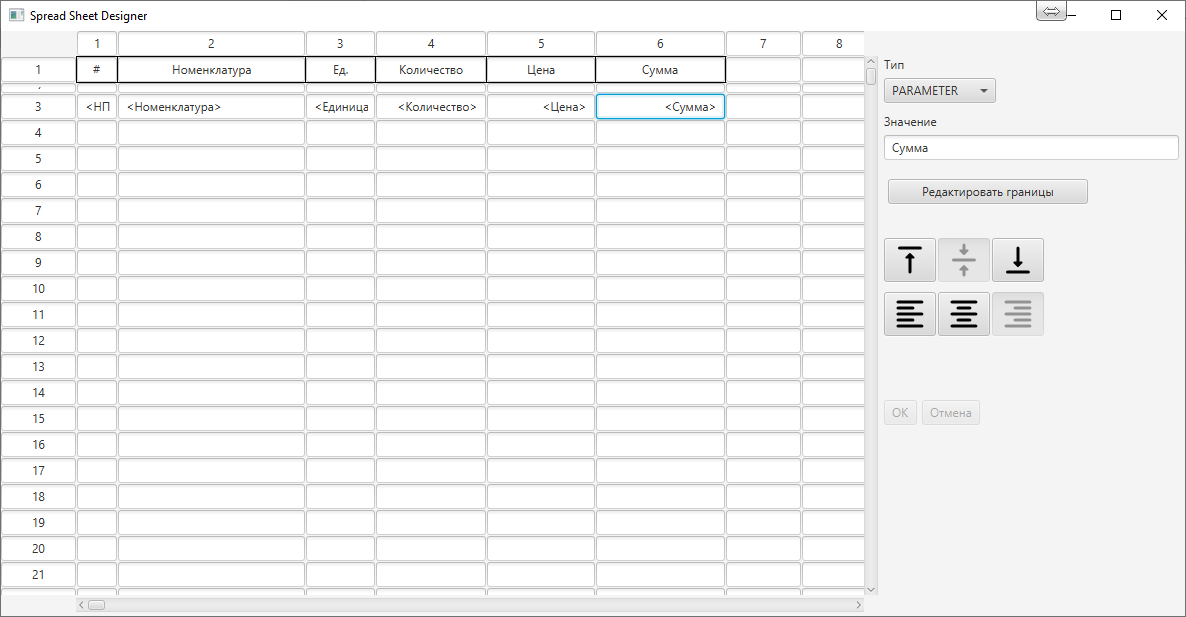 Spread Sheet Designer
1 2 3 4 5 6 7 8
1 # Номенклатура Ед. Количество Цена Сумма
3 <НП <Номенклатура> <Единица <Количество> <Цена> <Сумма>
4
5
6
7
8
9
10
11
12
13
14
15
16
17
18
19
20
21
Тип
PARAMETER
Значение
Сумма
Редактировать границы
OK Отмена